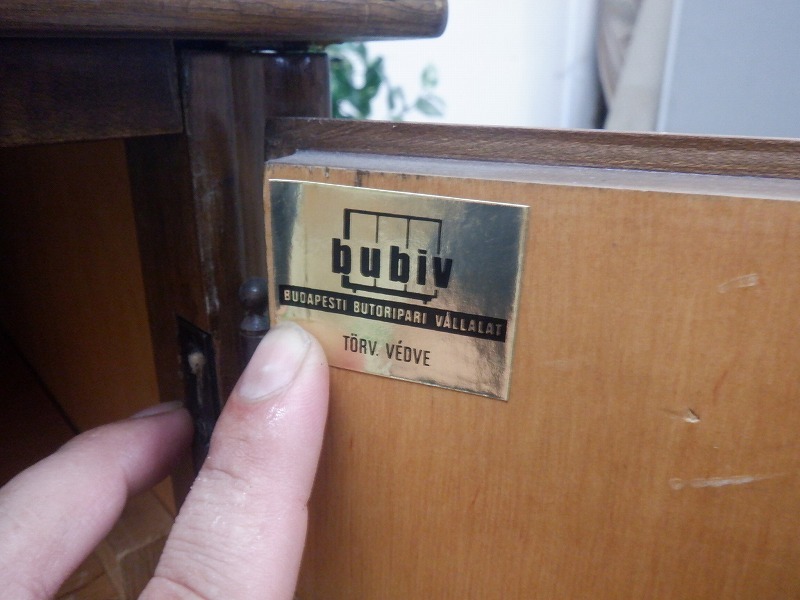 bubiv
BUDAPESTI BUTORIPARI VÁLLALAT
TÖRV. VÉDVE